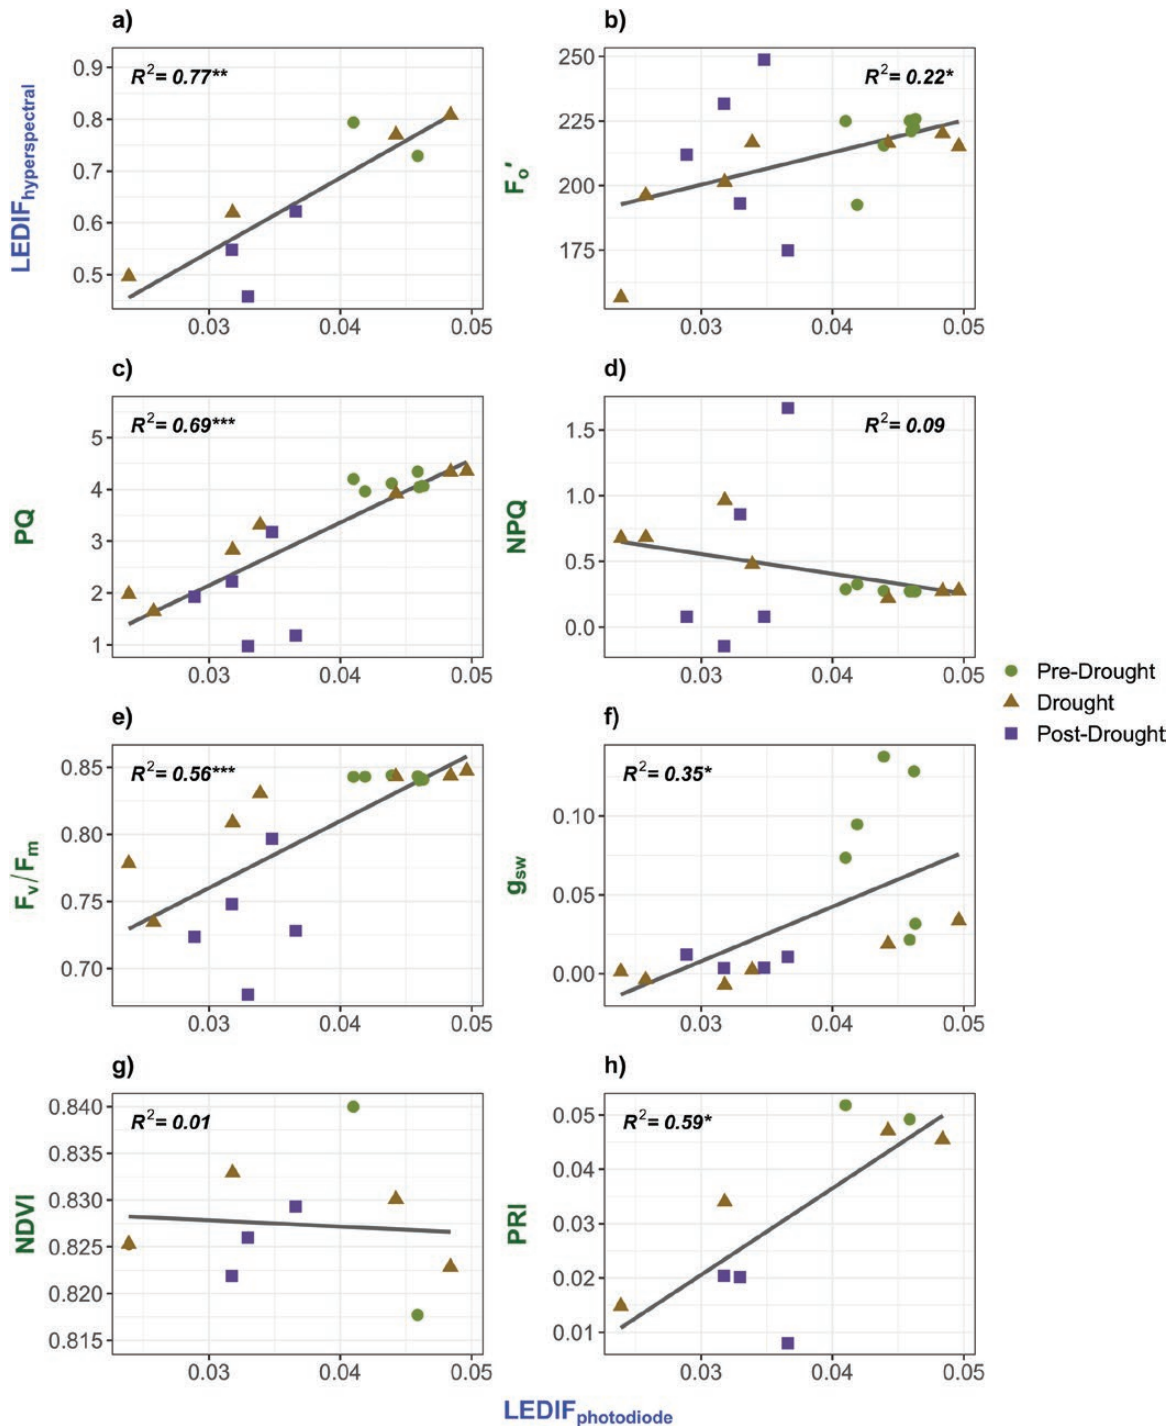 a)
b)
LEDIFhyperspectral
0.9
0.8
0.7
0.6
0.5
R2= 0.77**
0.03
0.04
0.05
Fo'
250
225
200
175
R2= 0.22*
0.03
0.04
0.05
c)
d)
PQ
5
4
3
2
1
R2= 0.69***
0.03
0.04
0.05
NPQ
1.5
1.0
0.5
0.0
R2= 0.09
0.03
0.04
0.05
Pre-Drought
Drought
Post-Drought
e)
f)
Fv/Fm
0.85
0.80
0.75
0.70
R2= 0.56***
0.03
0.04
0.05
gsw
0.10
0.05
0.00
R2= 0.35*
0.03
0.04
0.05
g)
h)
NDVI
0.840
0.835
0.830
0.825
0.820
0.815
R2= 0.01
0.03
0.04
0.05
PRI
0.05
0.04
0.03
0.02
0.01
R2= 0.59*
0.03
0.04
0.05
LEDIFphotodiode